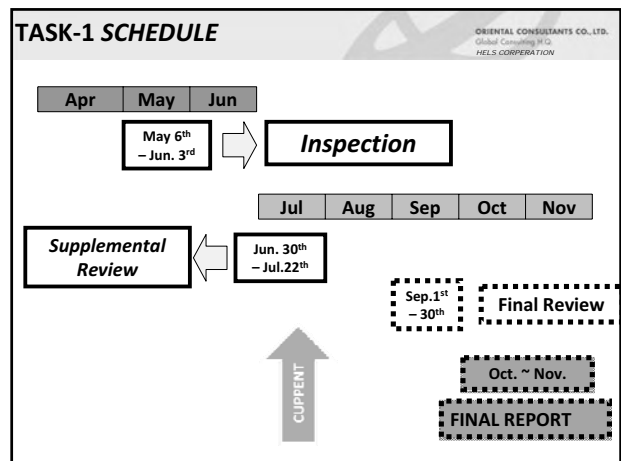 TASK-1 SCHEDULE
ORIENTAL CONSULTANTS CO., LTD.
Global Consulting H.Q.
HELS CORPERATION
Apr May Jun
May 6th
– Jun. 3rd
Inspection
Jul Aug Sep Oct Nov
Supplemental
Review
Jun. 30th
– Jul.22th
Sep.1st
– 30th
Final Review
CUPPENT
Oct. ~ Nov.
FINAL REPORT